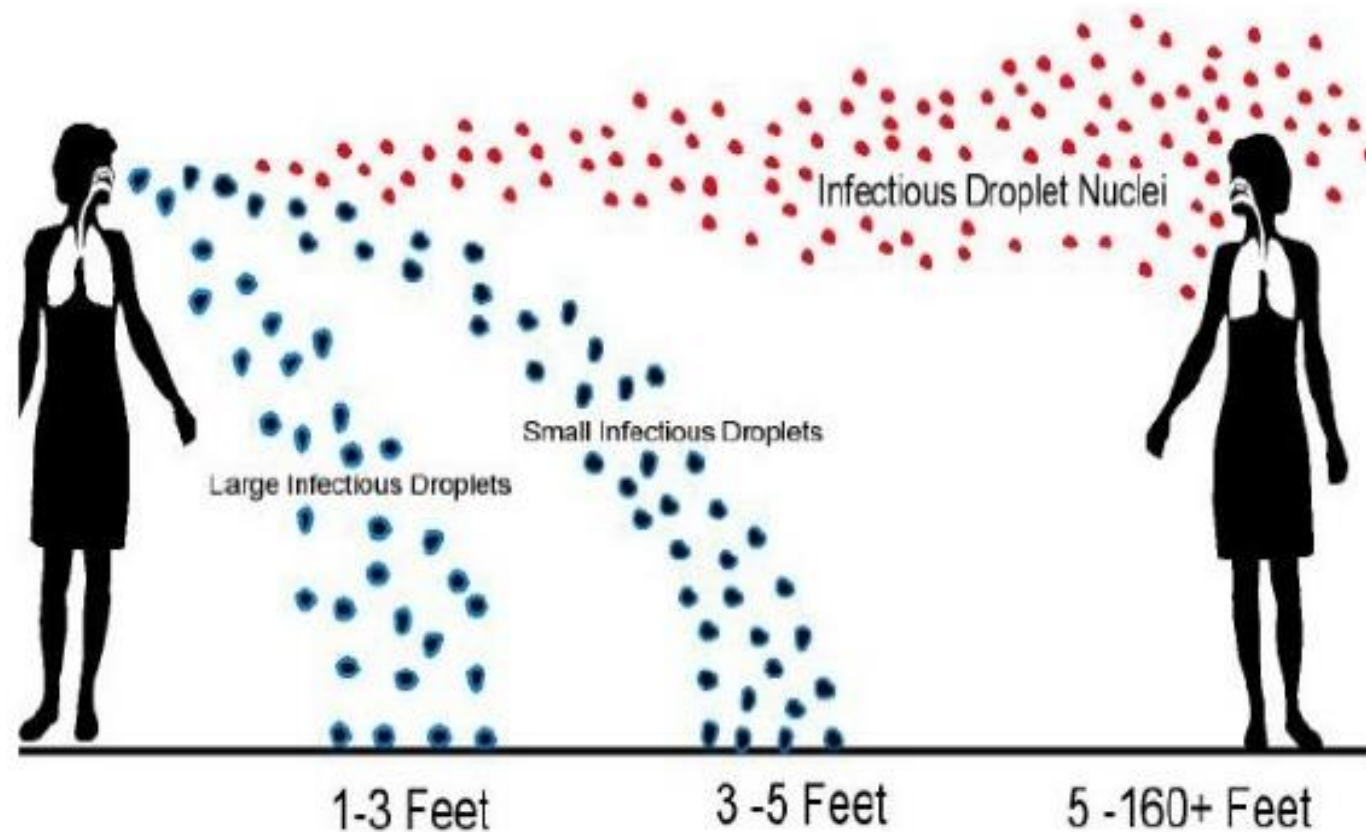 Infectious Droplet Nuclei
Small Infectious Droplets
Large Infectious Droplets
1-3 Feet
3 -5 Feet
5 -160+ Feet